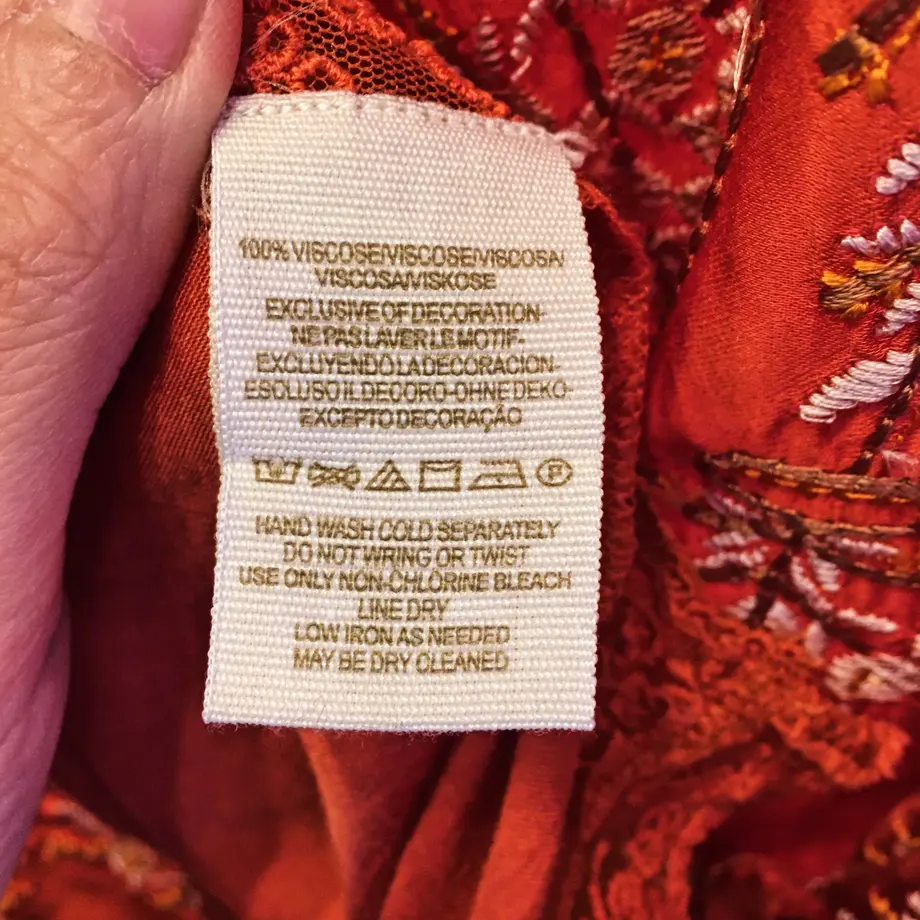 100% VISCOSE/VISCOSE/VISCOSA/
VISCOSA/VISKOSE
EXCLUSIVE OF DECORATION-
NE PAS LAVER LE MOTIF-
EXCLUYENDO LA DECORACION-
ESCLUSO IL DECORO-OHNE DEKO-
EXCEPTO DECORAÇÃO
P
HAND WASH COLD SEPARATELY
DO NOT WRING OR TWIST
USE ONLY NON-CHLORINE BLEACH
LINE DRY
LOW IRON AS NEEDED
MAY BE DRY CLEANED